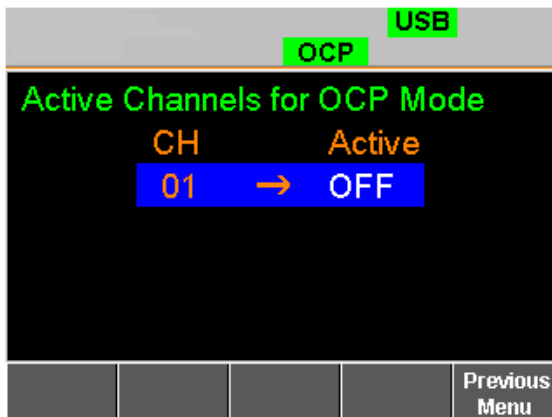 USB
OCP
Active Channels for OCP Mode
CH Active
01 → OFF
Previous
Menu